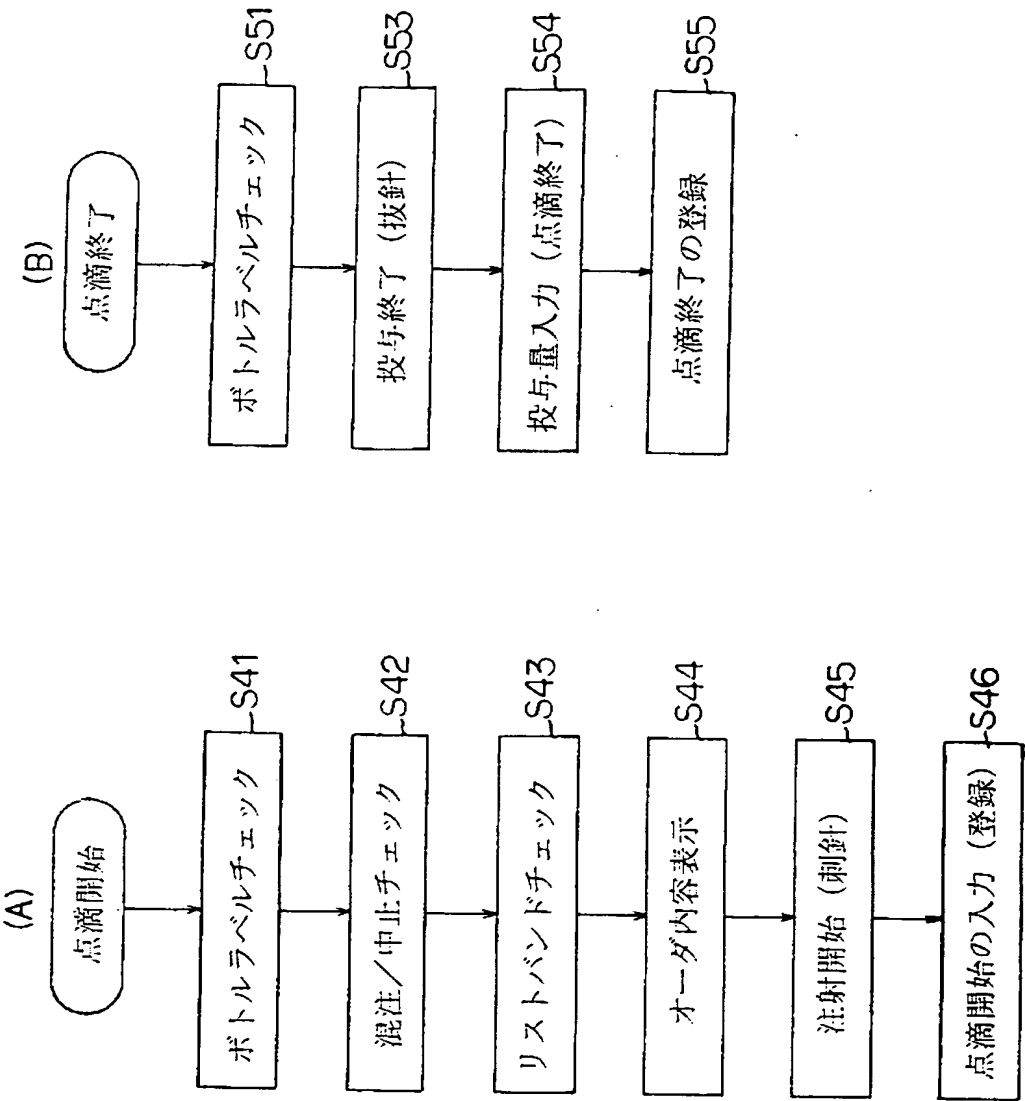 (A)
点滴開始
ボトルラベルチェック
S41
混注／中止チェック
S42
リストバンドチェック
S43
オーダ内容表示
S44
注射開始（刺針）
S45
点滴開始の入力（登録）
S46
(B)
点滴終了
ボトルラベルチェック
S51
投与終了（抜針）
S53
投与量入力（点滴終了）
S54
点滴終了の登録
S55